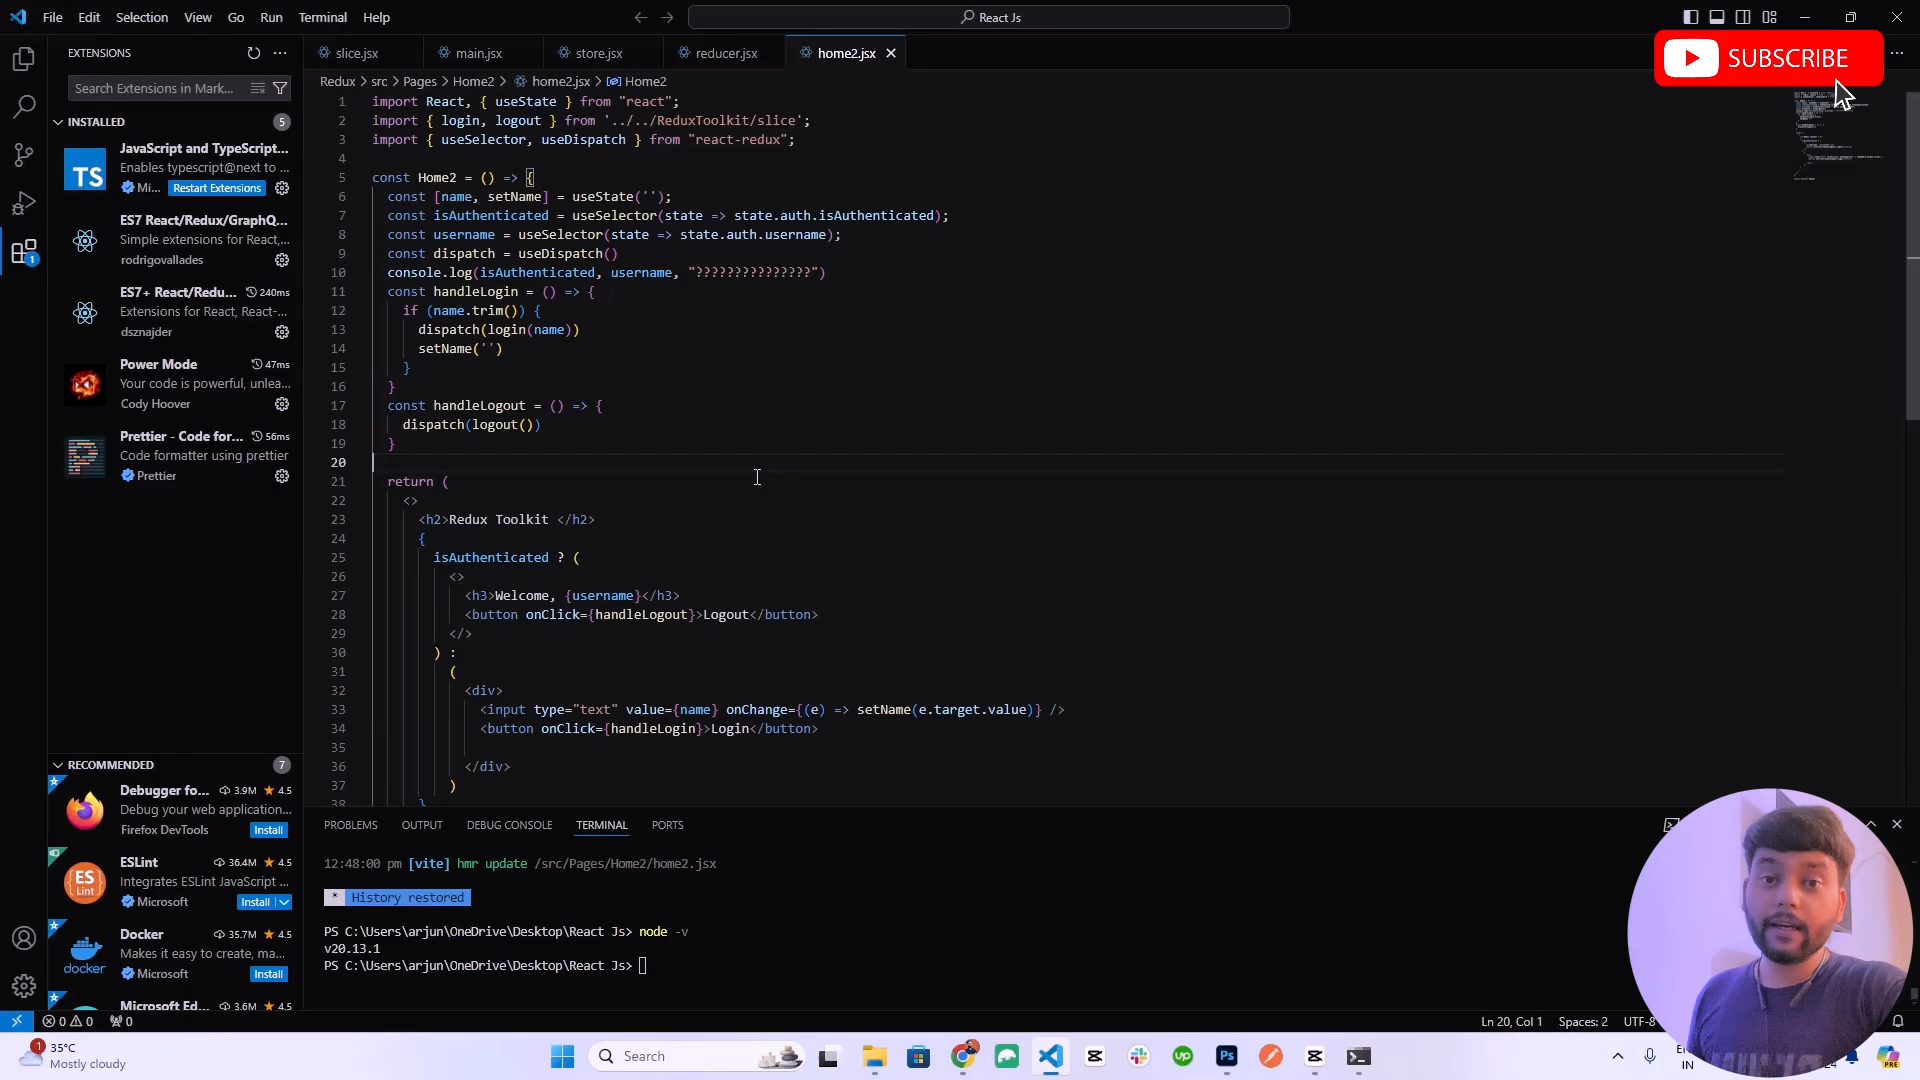 File Edit Selection View Go Run Terminal Help
React Js
SUBSCRIBE
EXTENSIONS
Search Extensions in Mark...
INSTALLED 5
JavaScript and TypeScript...
Enables typescript@next to ...
Mi... Restart Extensions
ES7 React/Redux/GraphQ...
Simple extensions for React,...
rodrigovallades
ES7+ React/Redu... 240ms
Extensions for React, React-...
dsznajder
Power Mode 47ms
Your code is powerful, unlea...
Cody Hoover
Prettier - Code for... 56ms
Code formatter using prettier
Prettier
RECOMMENDED 7
Debugger fo... 3.9M 4.5
Debug your web application...
Firefox DevTools Install
ESLint 36.4M 4.5
Integrates ESLint JavaScript ...
Microsoft Install
Docker 35.7M 4.5
Makes it easy to create, ma...
Microsoft Install
Microsoft Ed... 3.6M 4.5
slice.jsx main.jsx store.jsx reducer.jsx home2.jsx
Redux > src > Pages > Home2 > home2.jsx > Home2
1 import React, { useState } from "react";
2 import { login, logout } from '../../ReduxToolkit/slice';
3 import { useSelector, useDispatch } from "react-redux";
4
5 const Home2 = () => {
6 const [name, setName] = useState('');
7 const isAuthenticated = useSelector(state => state.auth.isAuthenticated);
8 const username = useSelector(state => state.auth.username);
9 const dispatch = useDispatch()
10 console.log(isAuthenticated, username, "???????????????")
11 const handleLogin = () => {
12 if (name.trim()) {
13 dispatch(login(name))
14 setName('')
15 }
16 }
17 const handleLogout = () => {
18 dispatch(logout())
19 }
20
21 return (
22 <>
23 <h2>Redux Toolkit </h2>
24 {
25 isAuthenticated ? (
26 <>
27 <h3>Welcome, {username}</h3>
28 <button onClick={handleLogout}>Logout</button>
29 </>
30 ) :
31 (
32 <div>
33 <input type="text" value={name} onChange={(e) => setName(e.target.value)} />
34 <button onClick={handleLogin}>Login</button>
35
36 </div>
37 )
38 }
PROBLEMS OUTPUT DEBUG CONSOLE TERMINAL PORTS
12:48:00 pm [vite] hmr update /src/Pages/Home2/home2.jsx
* History restored
PS C:\Users\arjun\OneDrive\Desktop\React Js> node -v
v20.13.1
PS C:\Users\arjun\OneDrive\Desktop\React Js>
0 0 0 Ln 20, Col 1 Spaces: 2 UTF-8
35°C
Mostly cloudy
Search
IN